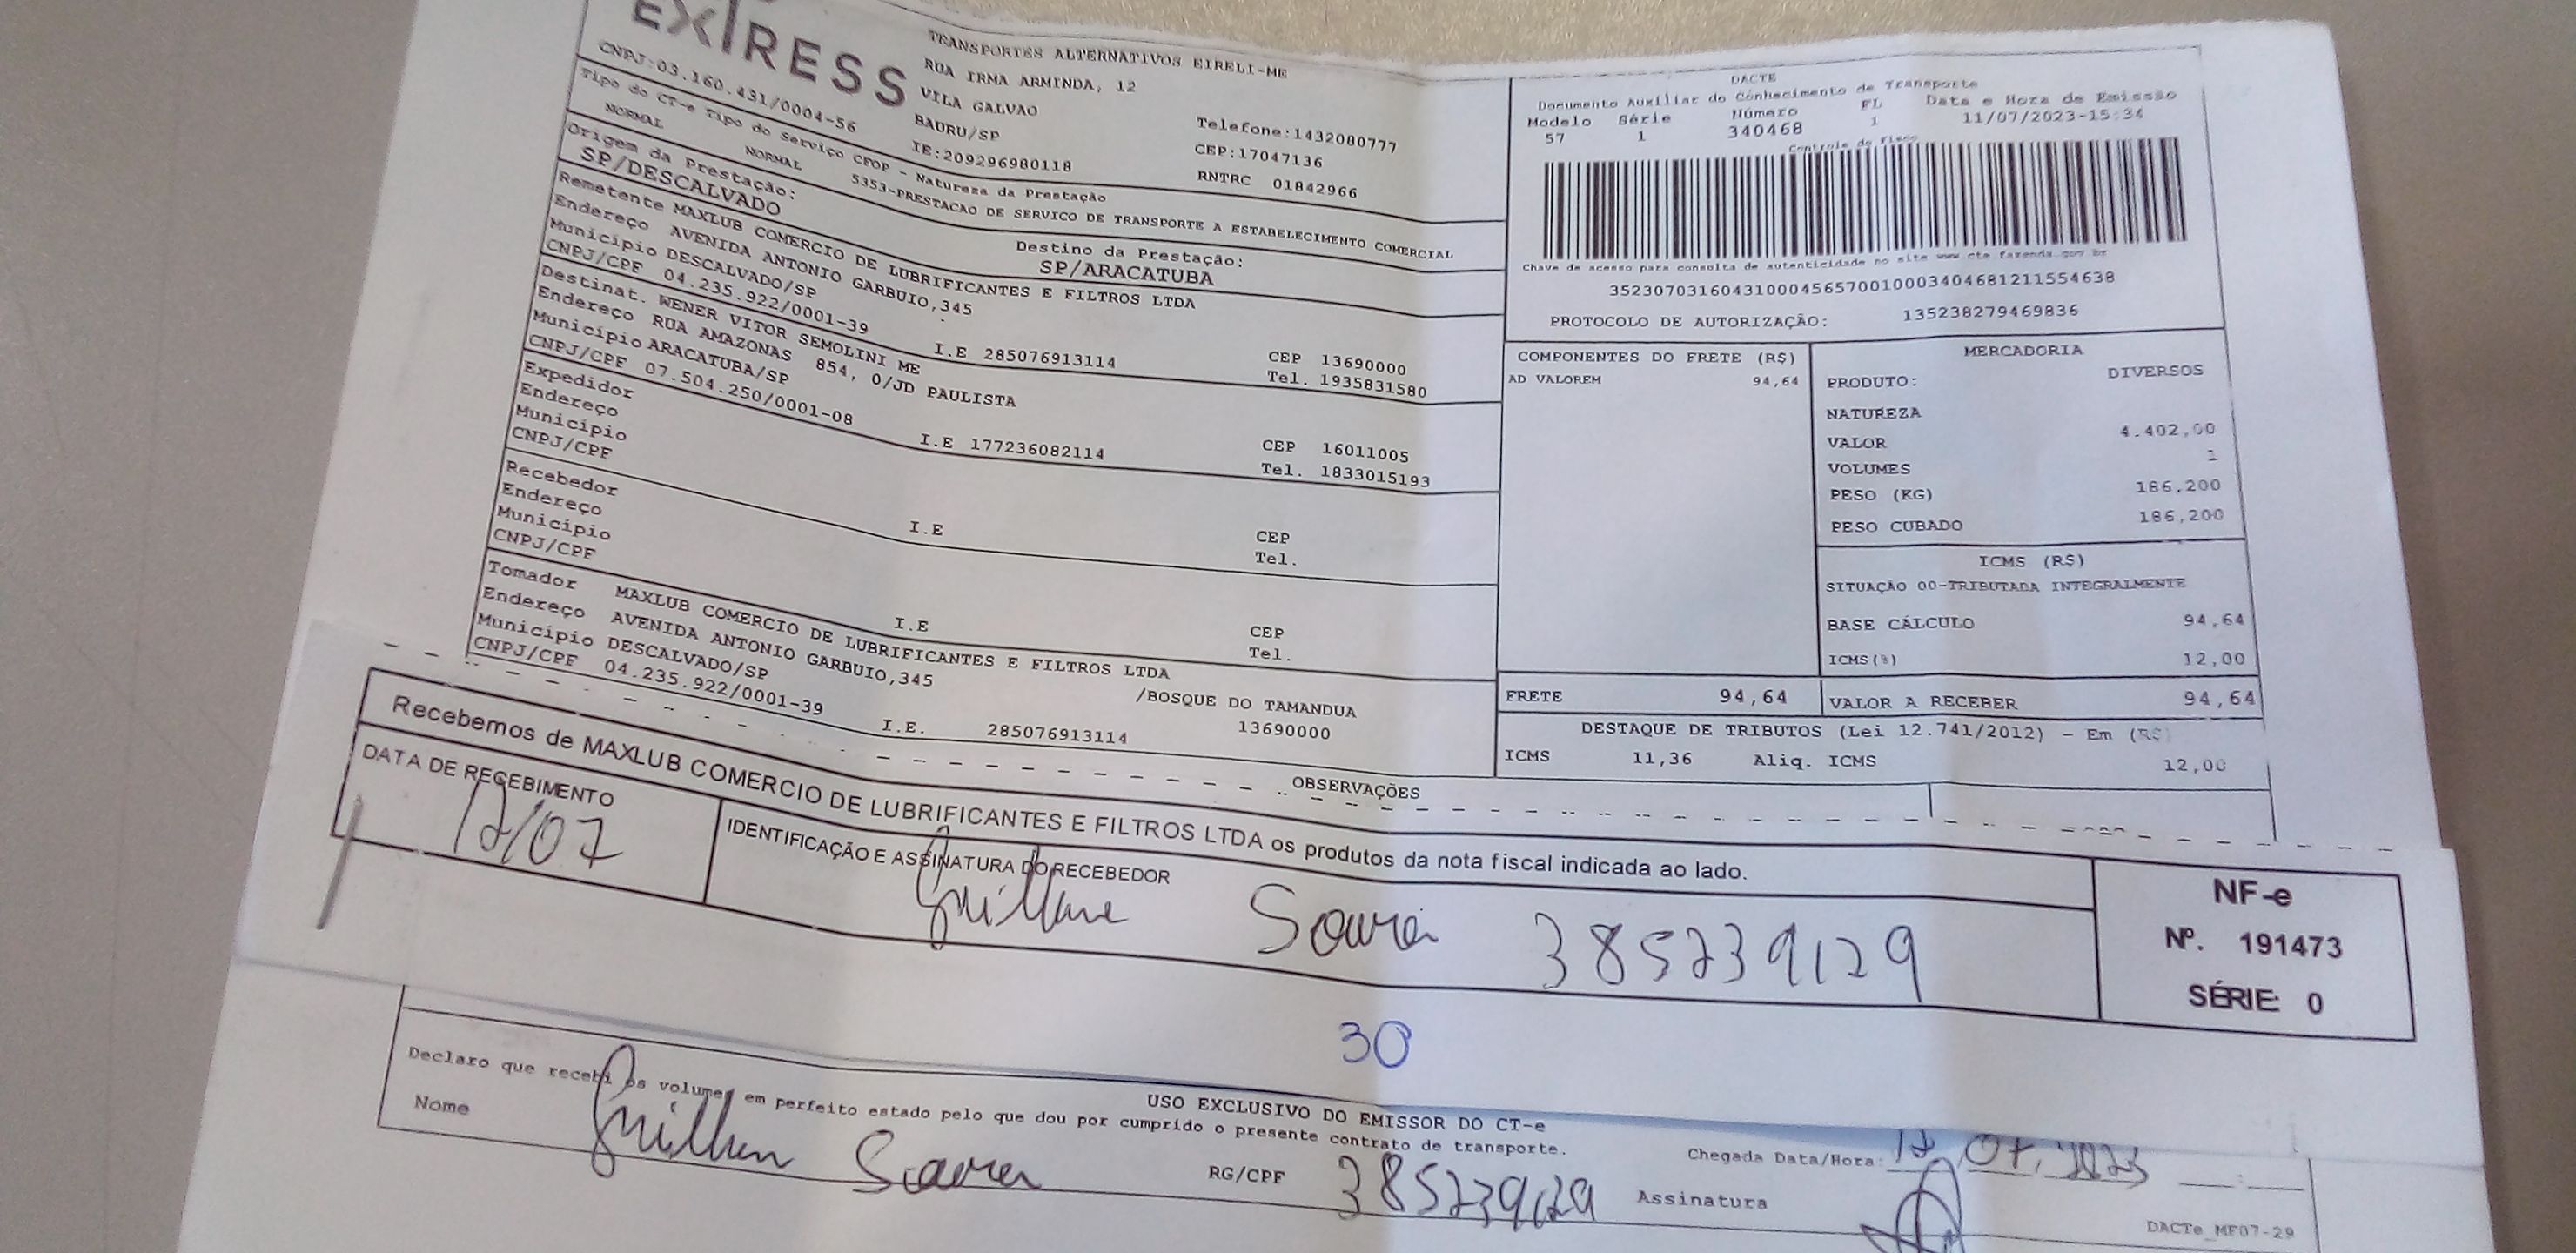 EXPRESS
TRANSPORTES ALTERNATIVOS EIRELI-ME
RUA IRMA ARMINDA, 12
VILA GALVAO
BAURU/SP
Telefone:1432080777
CNPJ:03.160.431/0004-56
IE:209296980118
CEP:17047136
RNTRC 01842966
Tipo do CT-e Tipo do Serviço CFOP - Natureza da Prestação
NORMAL NORMAL 5353-PRESTACAO DE SERVICO DE TRANSPORTE A ESTABELECIMENTO COMERCIAL
Origem da Prestação:
SP/DESCALVADO
Destino da Prestação:
SP/ARACATUBA
Remetente MAXLUB COMERCIO DE LUBRIFICANTES E FILTROS LTDA
Endereço AVENIDA ANTONIO GARBUIO,345
Município DESCALVADO/SP CEP 13690000
CNPJ/CPF 04.235.922/0001-39 I.E 285076913114 Tel. 1935831580
Destinat. WENER VITOR SEMOLINI ME
Endereço RUA AMAZONAS 854, 0/JD PAULISTA
Município ARACATUBA/SP CEP 16011005
CNPJ/CPF 07.504.250/0001-08 I.E 177236082114 Tel. 1833015193
Expedidor
Endereço
Município CEP
CNPJ/CPF I.E Tel.
Recebedor
Endereço
Município CEP
CNPJ/CPF I.E Tel.
Tomador MAXLUB COMERCIO DE LUBRIFICANTES E FILTROS LTDA
Endereço AVENIDA ANTONIO GARBUIO,345 /BOSQUE DO TAMANDUA
Município DESCALVADO/SP 13690000
CNPJ/CPF 04.235.922/0001-39 I.E. 285076913114
OBSERVAÇÕES
DACTE
Documento Auxiliar do Conhecimento de Transporte
Modelo Série Número FL Data e Hora de Emissão
57 1 340468 1 11/07/2023-15:34
Controle do Fisco
Chave de acesso para consulta de autenticidade no site www cte.fazenda.gov br
35230703160431000456570010003404681211554638
PROTOCOLO DE AUTORIZAÇÃO: 135238279469836
COMPONENTES DO FRETE (R$)
AD VALOREM 94,64
MERCADORIA
PRODUTO: DIVERSOS
NATUREZA
VALOR 4.402,00
VOLUMES 1
PESO (KG) 186,200
PESO CUBADO 186,200
ICMS (R$)
SITUAÇÃO 00-TRIBUTADA INTEGRALMENTE
BASE CÁLCULO 94,64
ICMS(%) 12,00
FRETE 94,64 VALOR A RECEBER 94,64
DESTAQUE DE TRIBUTOS (Lei 12.741/2012) - Em (R$)
ICMS 11,36 Aliq. ICMS 12,00
Recebemos de MAXLUB COMERCIO DE LUBRIFICANTES E FILTROS LTDA os produtos da nota fiscal indicada ao lado.
DATA DE RECEBIMENTO
12/07
IDENTIFICAÇÃO E ASSINATURA DO RECEBEDOR
385239129
NF-e
Nº. 191473
SÉRIE: 0
30
USO EXCLUSIVO DO EMISSOR DO CT-e
Declaro que recebi os volumes em perfeito estado pelo que dou por cumprido o presente contrato de transporte.
Nome RG/CPF 385239129 Assinatura
Chegada Data/Hora: 12,07,2023
DACTe_MF07-29